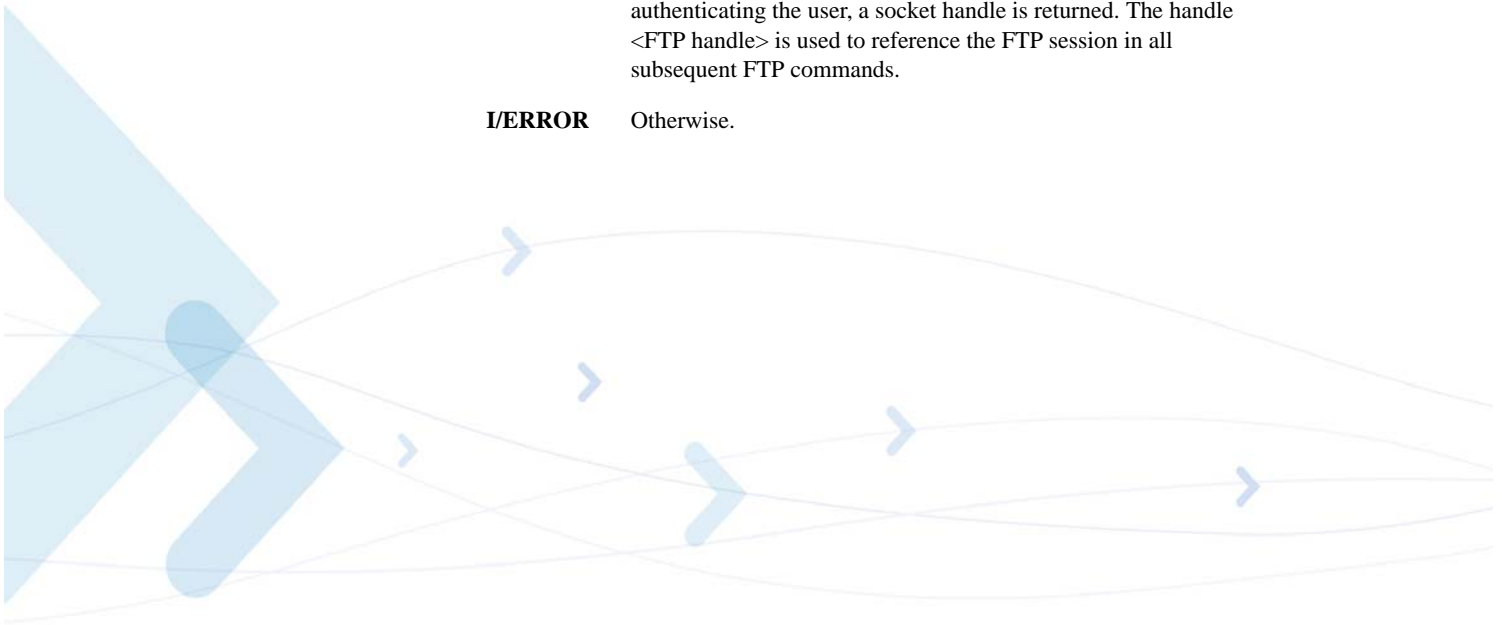 authenticating the user, a socket handle is returned. The handle
<FTP handle> is used to reference the FTP session in all
subsequent FTP commands.
I/ERROR Otherwise.